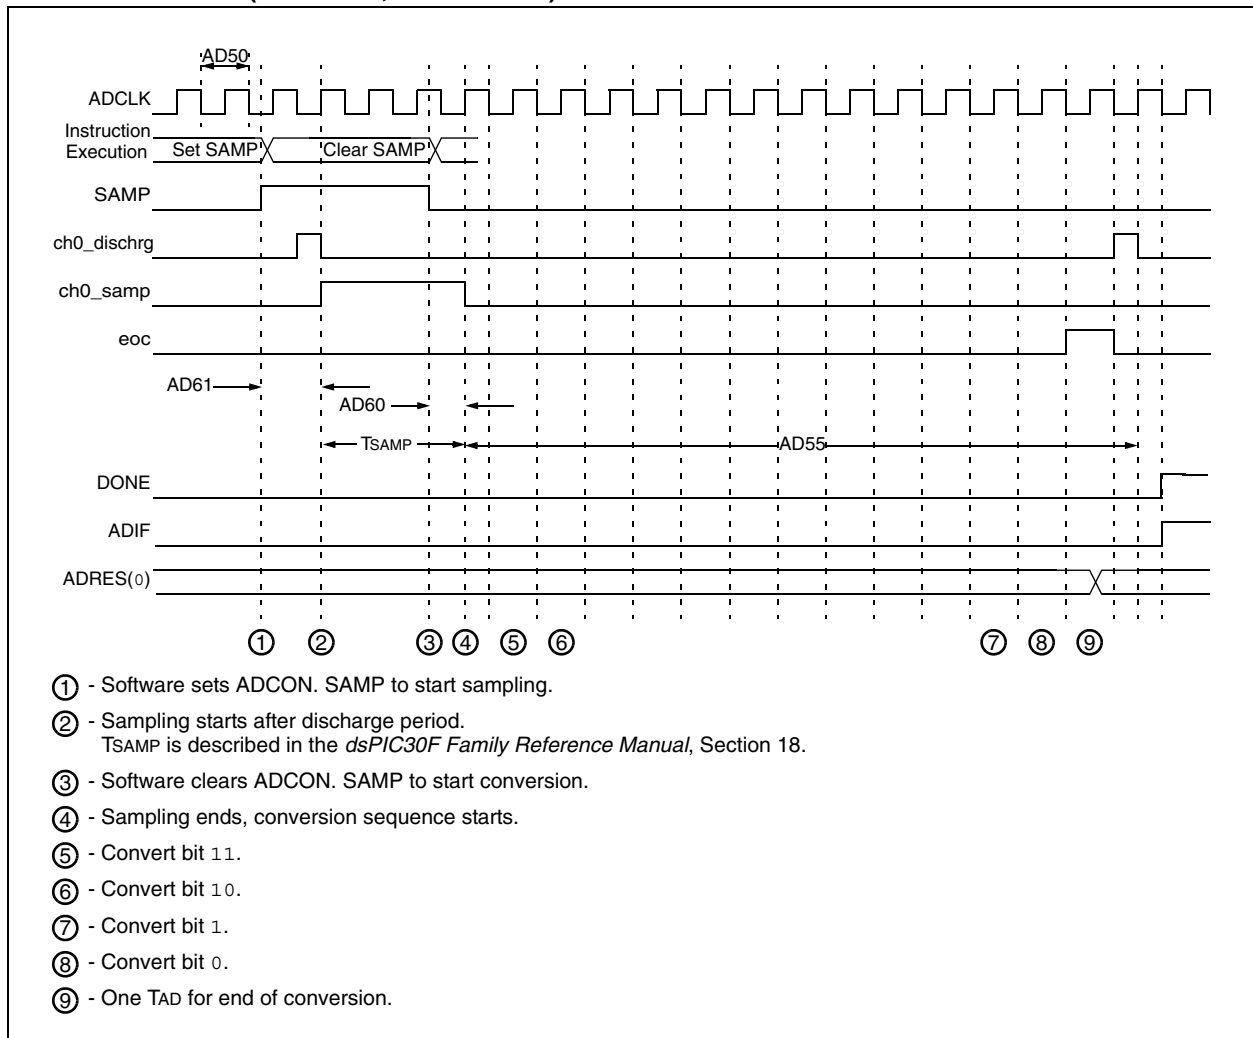 AD50
ADCLK
Instruction
Execution
Set SAMP
Clear SAMP
SAMP
ch0_dischrg
ch0_samp
eoc
AD61
AD60
TSAMP
AD55
DONE
ADIF
ADRES(0)
1 2 3 4 5 6 7 8 9
1 - Software sets ADCON. SAMP to start sampling.
2 - Sampling starts after discharge period.
TSAMP is described in the dsPIC30F Family Reference Manual, Section 18.
3 - Software clears ADCON. SAMP to start conversion.
4 - Sampling ends, conversion sequence starts.
5 - Convert bit 11.
6 - Convert bit 10.
7 - Convert bit 1.
8 - Convert bit 0.
9 - One TAD for end of conversion.